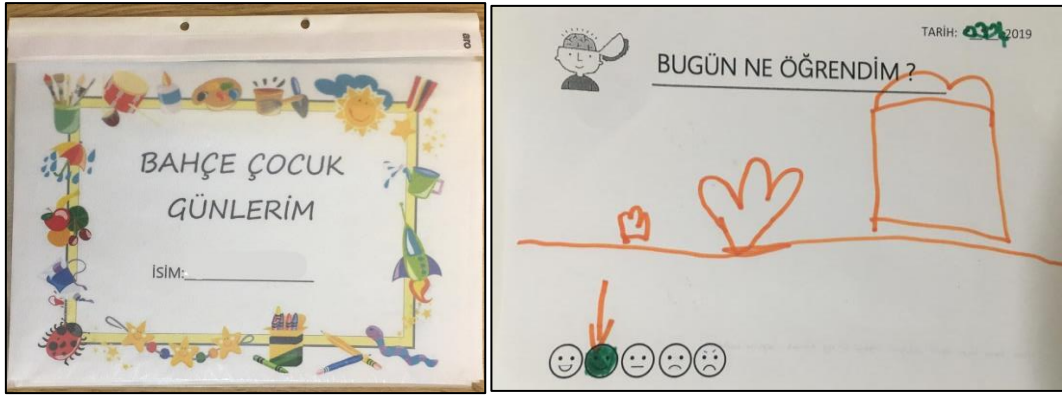 BAHÇE ÇOCUK
GÜNLERİM
İSİM:
TARİH: 2019
BUGÜN NE ÖĞRENDİM ?